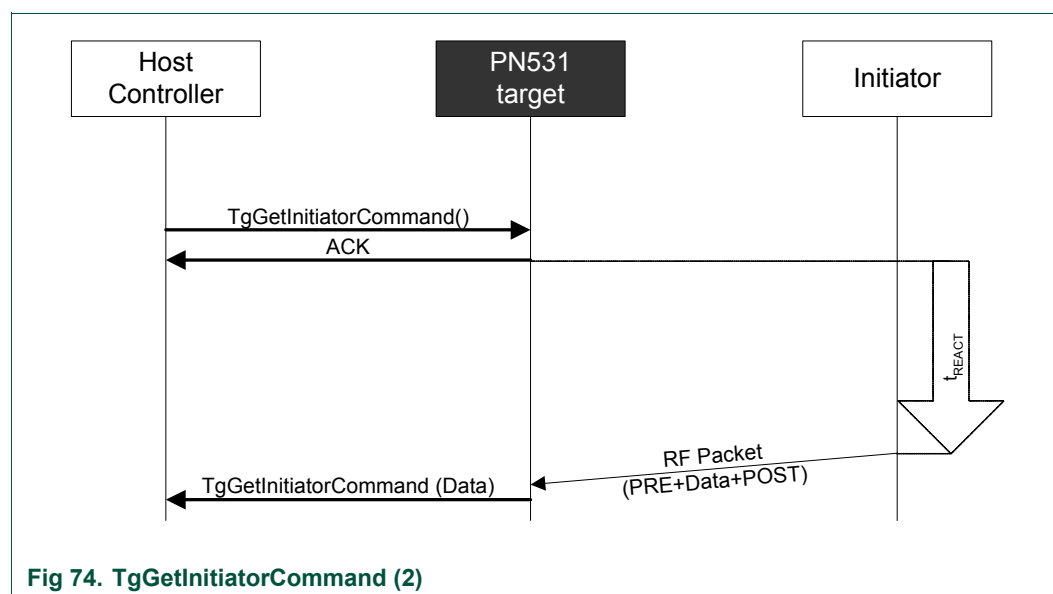 Host
Controller
PN531
target
Initiator
TgGetInitiatorCommand()
ACK
tREACT
RF Packet
(PRE+Data+POST)
TgGetInitiatorCommand (Data)
Fig 74. TgGetInitiatorCommand (2)